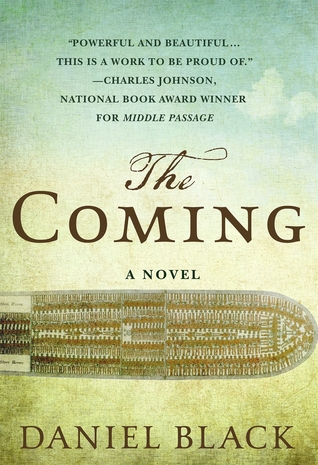 “POWERFUL AND BEAUTIFUL...
THIS IS A WORK TO BE PROUD OF.”
—CHARLES JOHNSON,
NATIONAL BOOK AWARD WINNER
FOR MIDDLE PASSAGE
The
COMING
A NOVEL
DANIEL BLACK